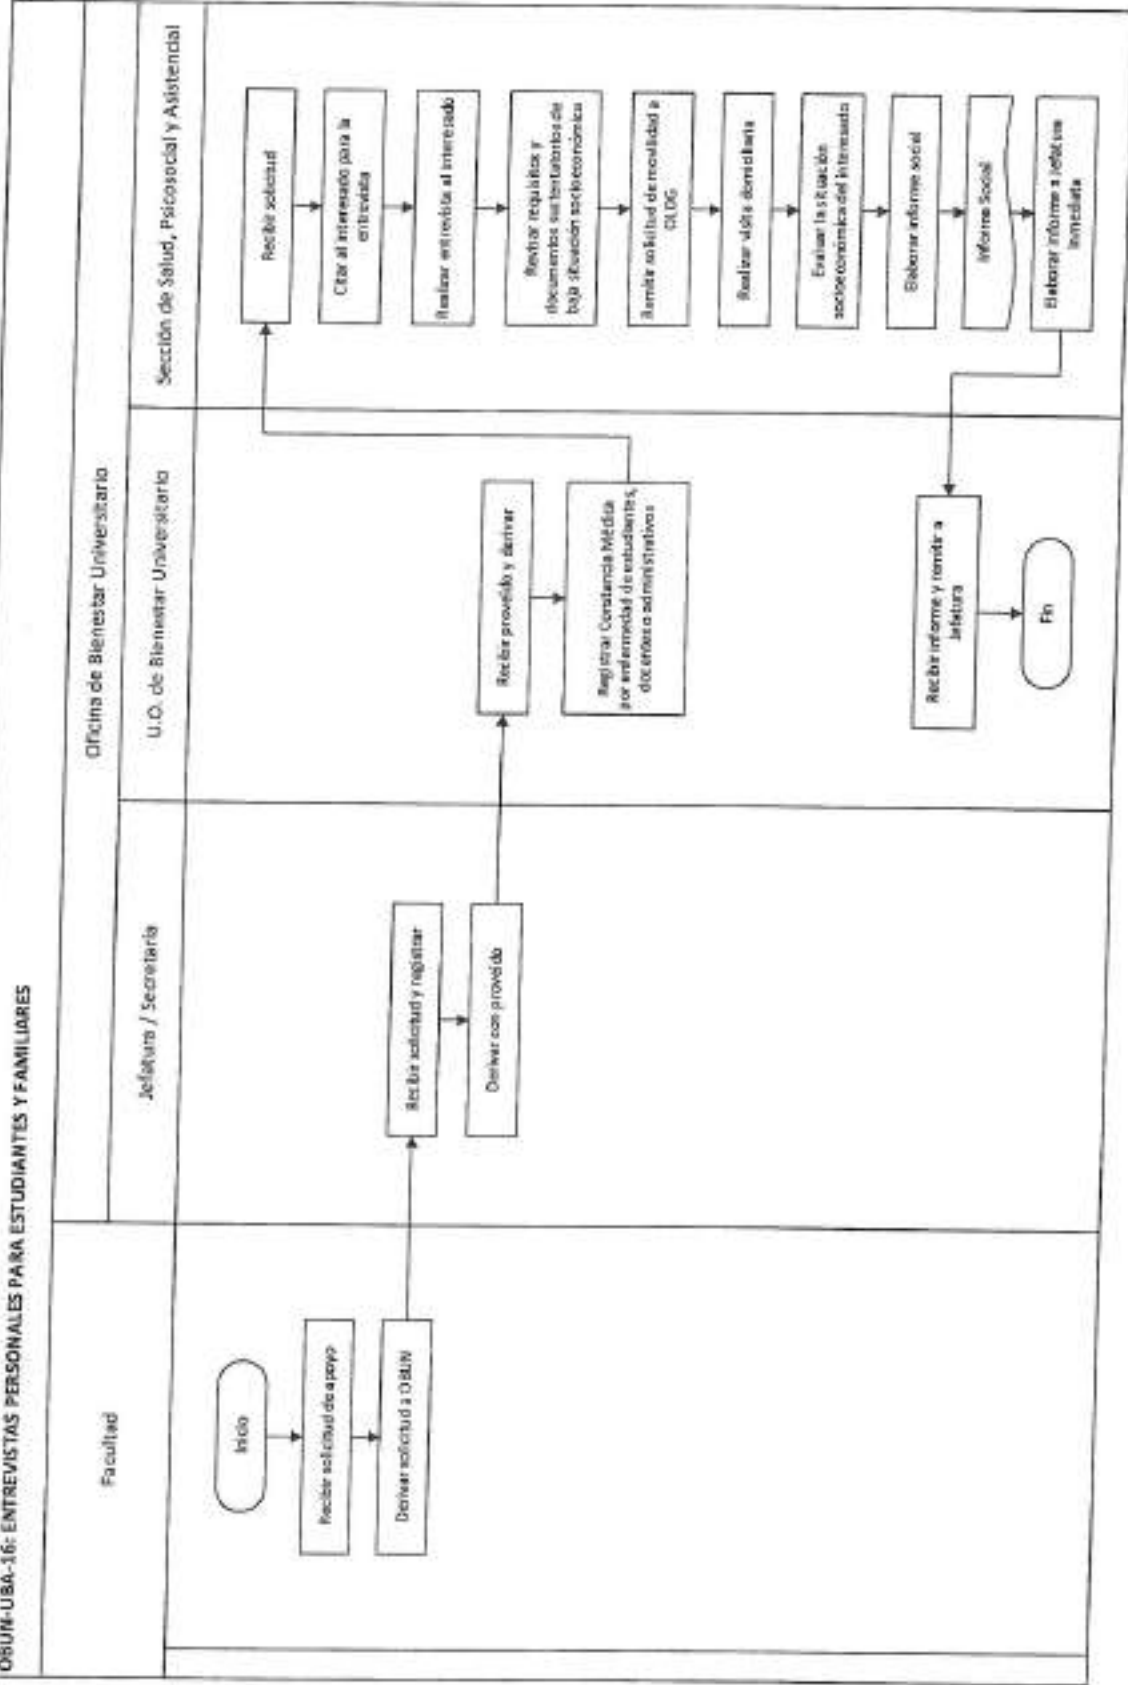 OBUN-UBA-16: ENTREVISTAS PERSONALES PARA ESTUDIANTES Y FAMILIARES
Facultad
Oficina de Bienestar Universitario
Jefatura / Secretaría
U.O. de Bienestar Universitario
Sección de Salud, Psicosocial y Asistencial
Inicio
Recibir solicitud de apoyo
Derivar solicitud a OBUN
Recibir solicitud y registrar
Derivar con proveído
Recibir proveído y derivar
Registrar Constancia Médica
por enfermedad de estudiantes,
docentes o administrativos
Recibir solicitud
Citar al interesado para la
entrevista
Realizar entrevista al interesado
Revisar requisitos y
documentos sustentatorios de
baja situación socioeconómica
Remitir solicitud de movilidad a
OLDG
Realizar visita domiciliaria
Evaluar la situación
socioeconómica del interesado
Elaborar informe social
Informe Social
Elaborar informe a Jefatura
Inmediata
Recibir informe y remitir a
Jefatura
Fin